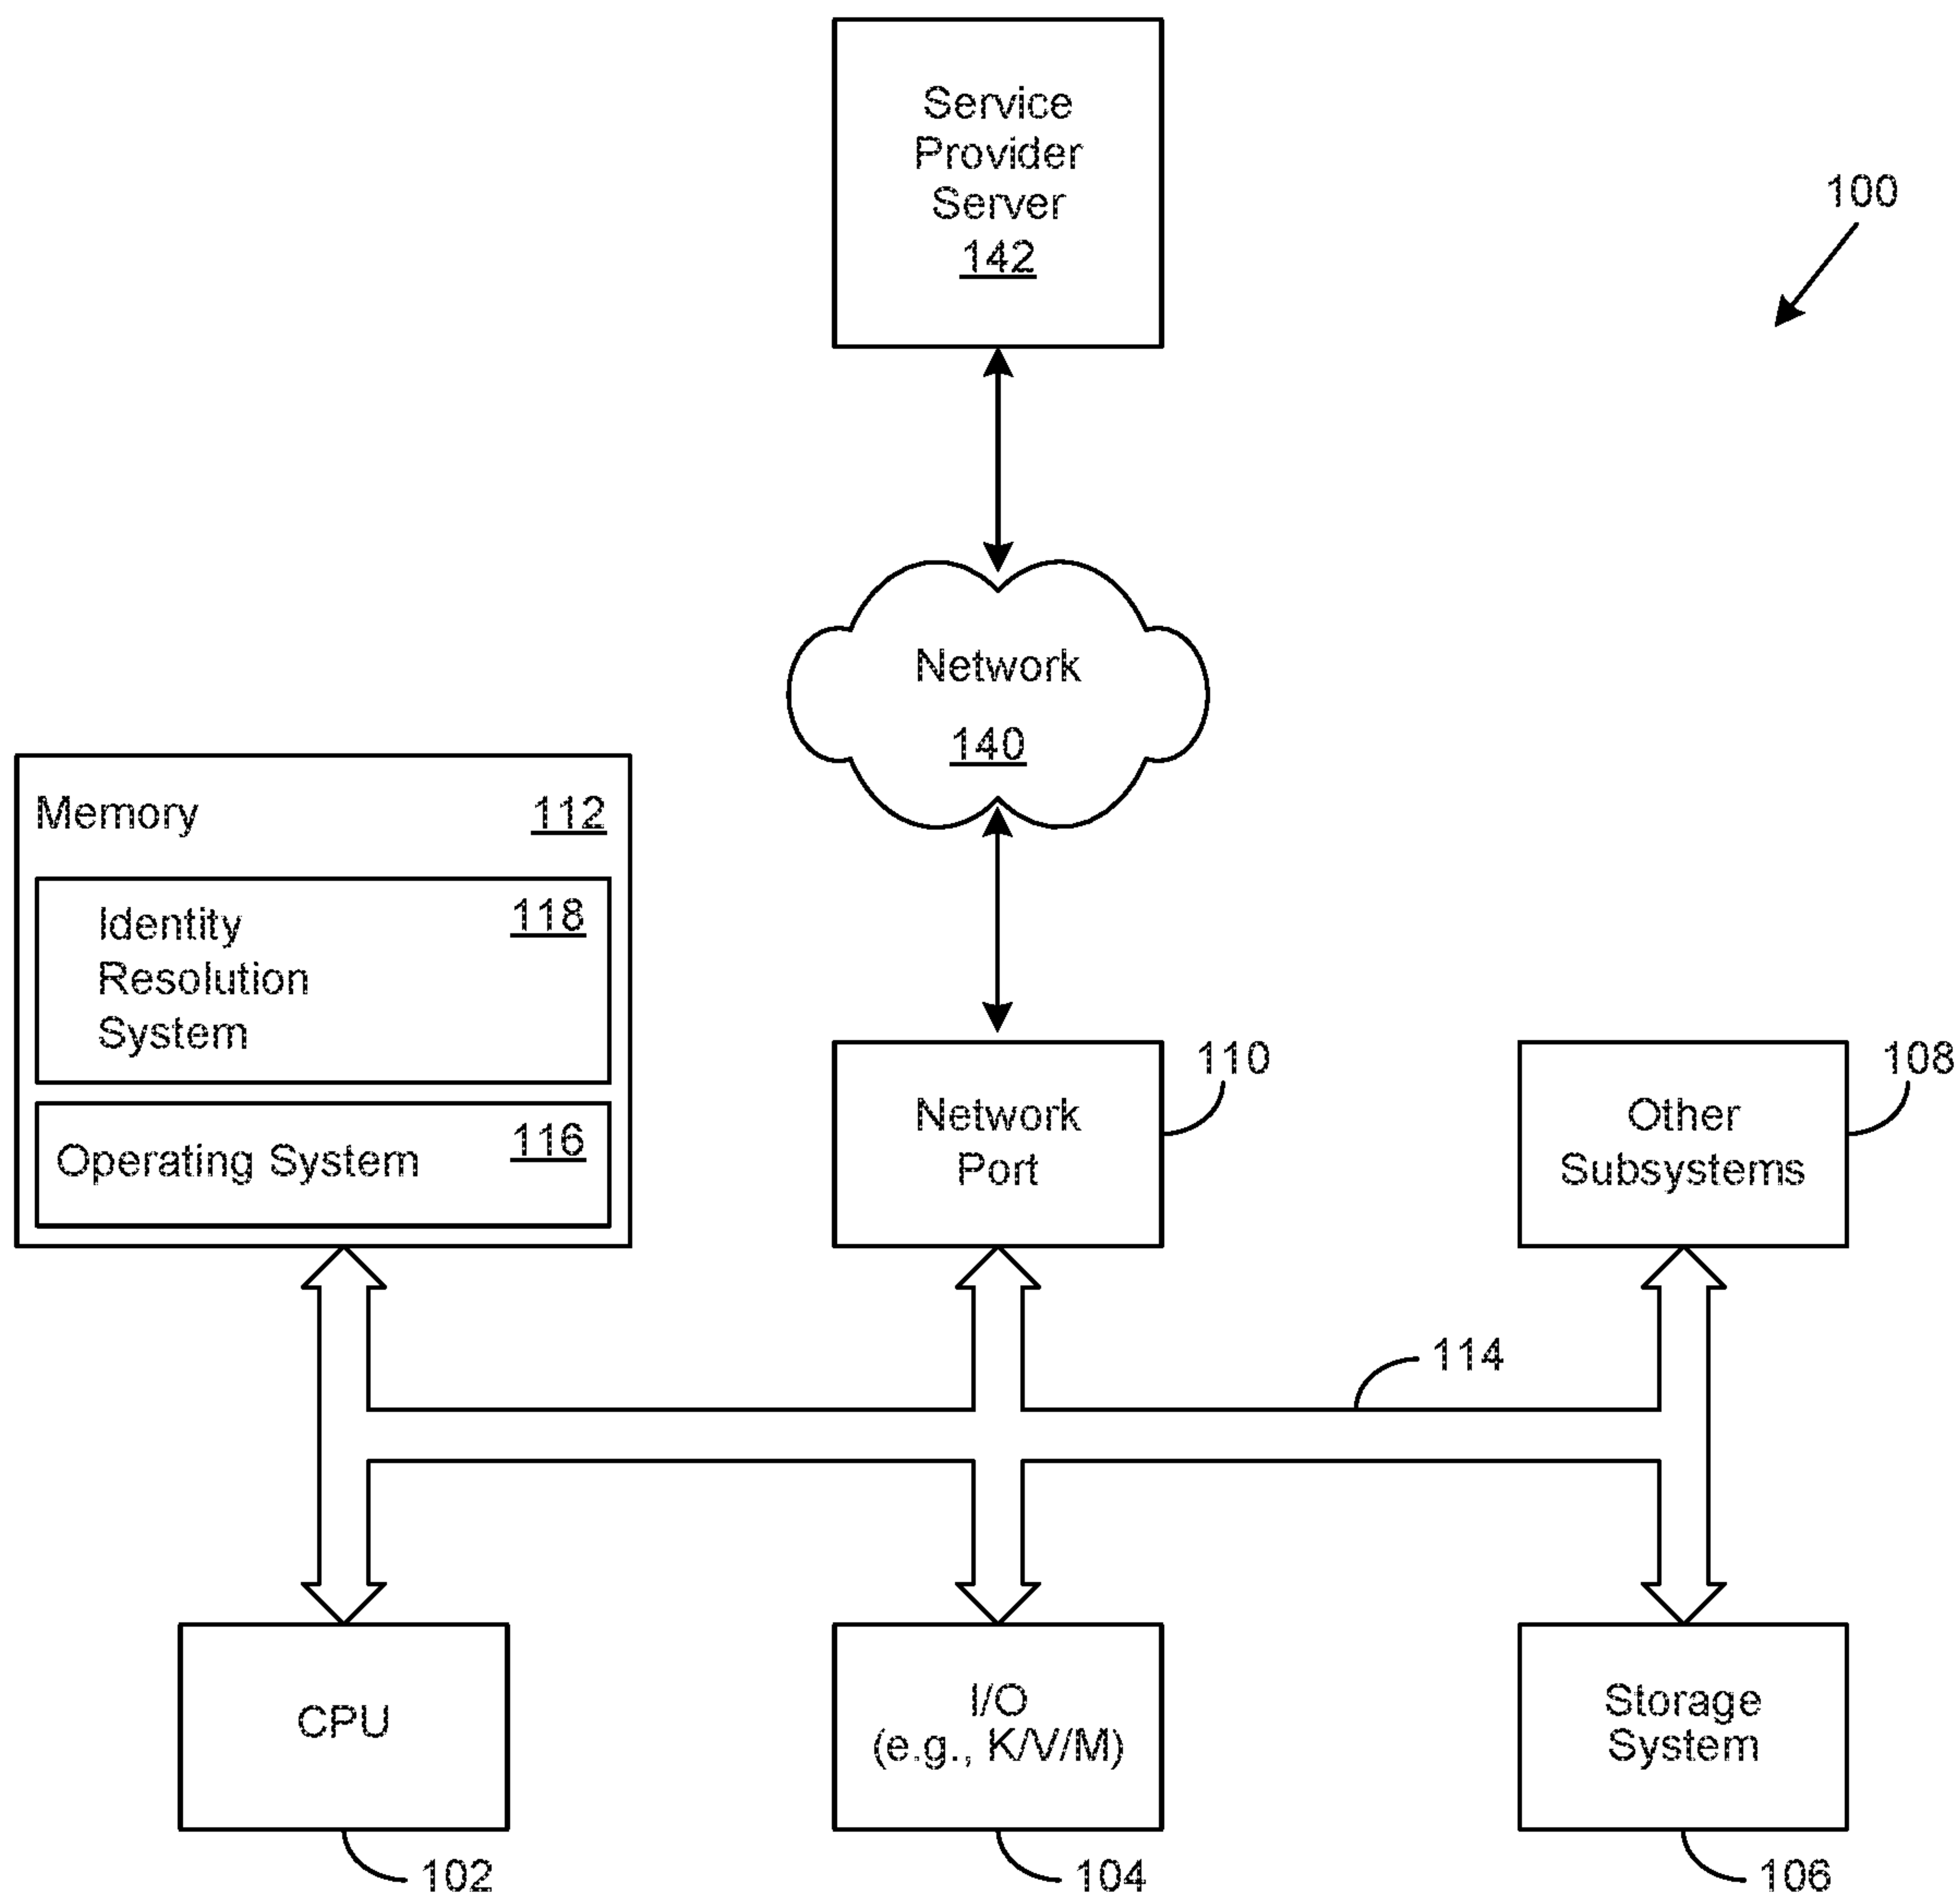 Service
Provider
Server
142
100
Network
140
Memory 112
Identity 118
Resolution
System
Operating System 116
Network
Port
110
Other
Subsystems
108
114
CPU
102
I/O
(e.g., K/V/M)
104
Storage
System
106